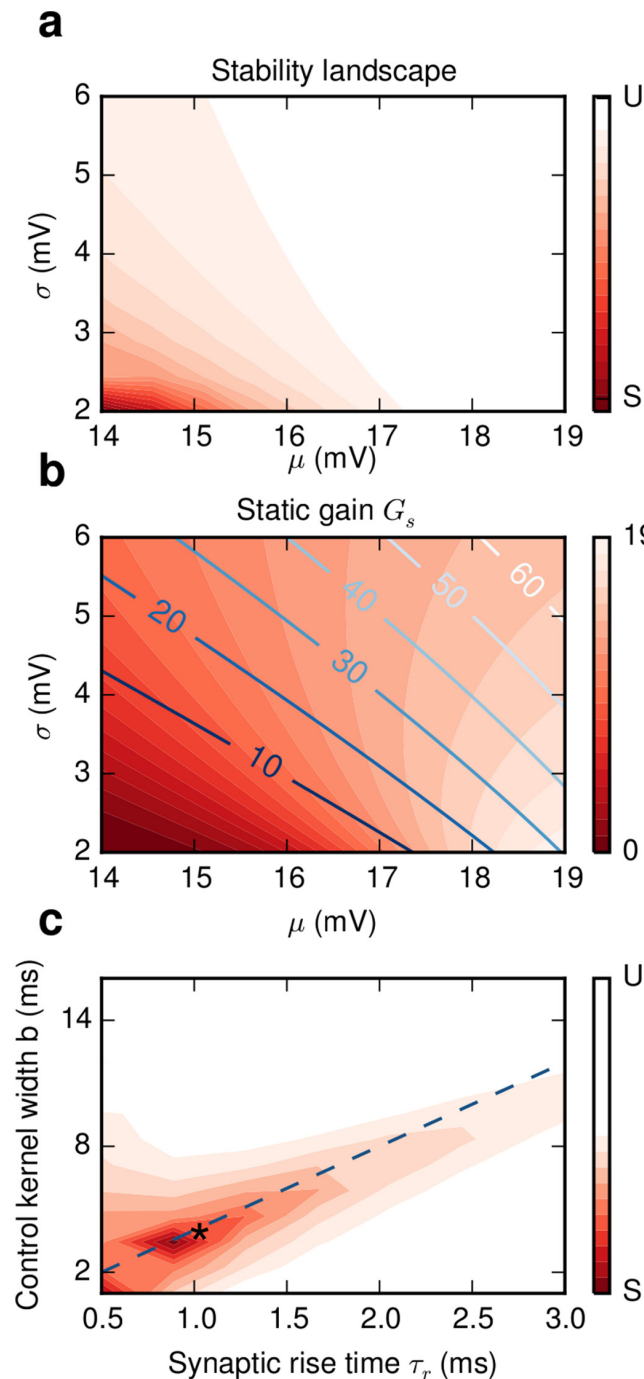 a
Stability landscape
6
5
4
3
2
σ (mV)
14 15 16 17 18 19
μ (mV)
U
S
b
Static gain Gₛ
6
5
4
3
2
σ (mV)
10
20
30
40
50
60
14 15 16 17 18 19
μ (mV)
19
0
c
14
8
2
Control kernel width b (ms)
*
0.5 1.0 1.5 2.0 2.5 3.0
Synaptic rise time τᵣ (ms)
U
S